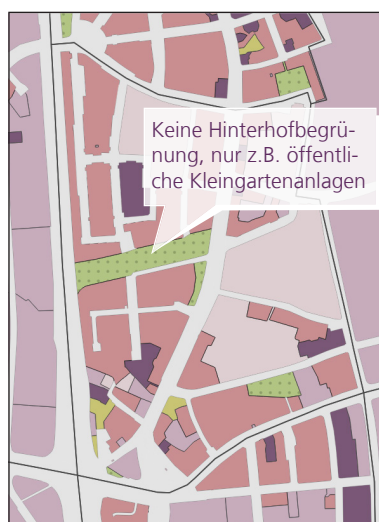 Keine Hinterhofbegrü-
nung, nur z.B. öffentli-
che Kleingartenanlagen